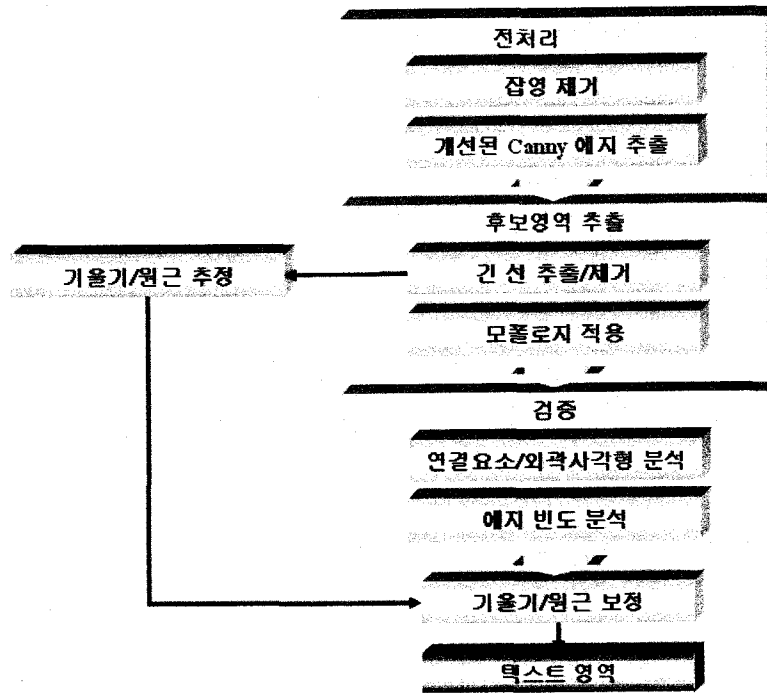 전처리
잡영 제거
개선된 Canny 에지 추출
후보영역 추출
기울기/원근 추정
긴 선 추출/제거
모폴로지 적용
검증
연결요소/외곽사각형 분석
에지 빈도 분석
기울기/원근 보정
텍스트 영역